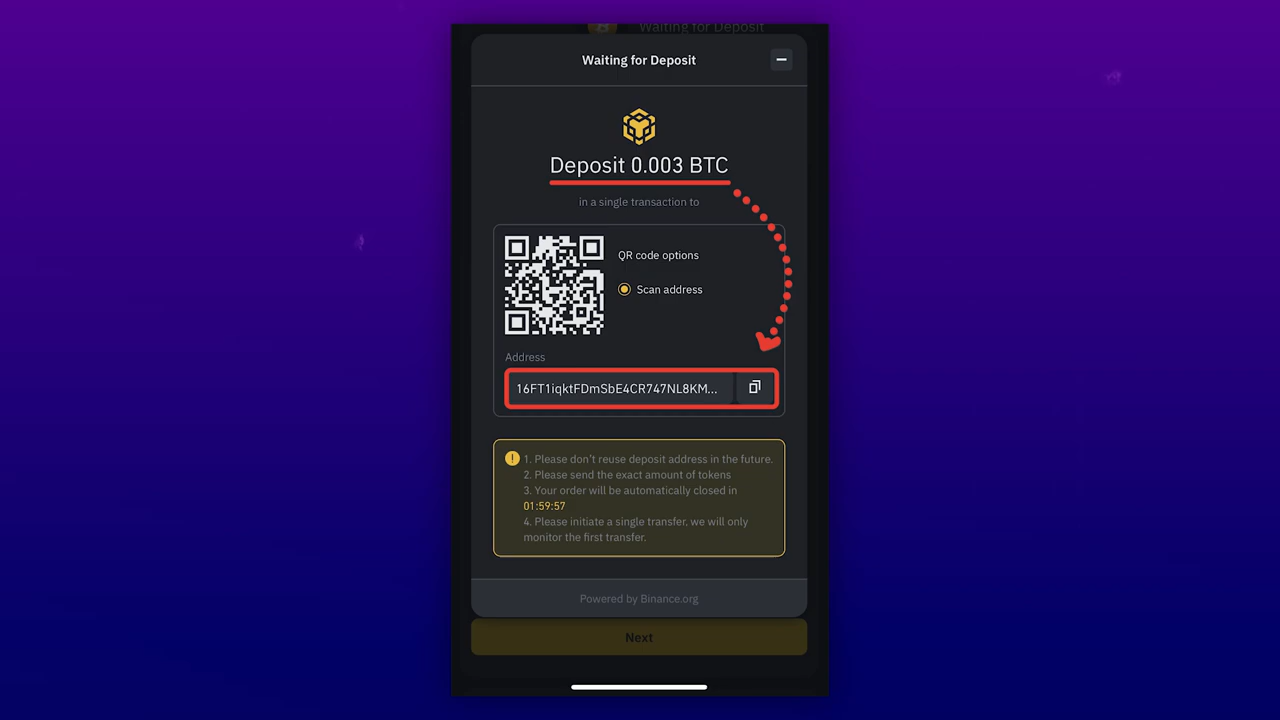 Waiting for Deposit
Waiting for Deposit
Deposit 0.003 BTC
in a single transaction to
QR code options
Scan address
Address
16FT1iqktFDmSbE4CR747NL8KM...
1. Please don't reuse deposit address in the future.
2. Please send the exact amount of tokens
3. Your order will be automatically closed in
01:59:57
4. Please initiate a single transfer, we will only
monitor the first transfer.
Powered by Binance.org
Next